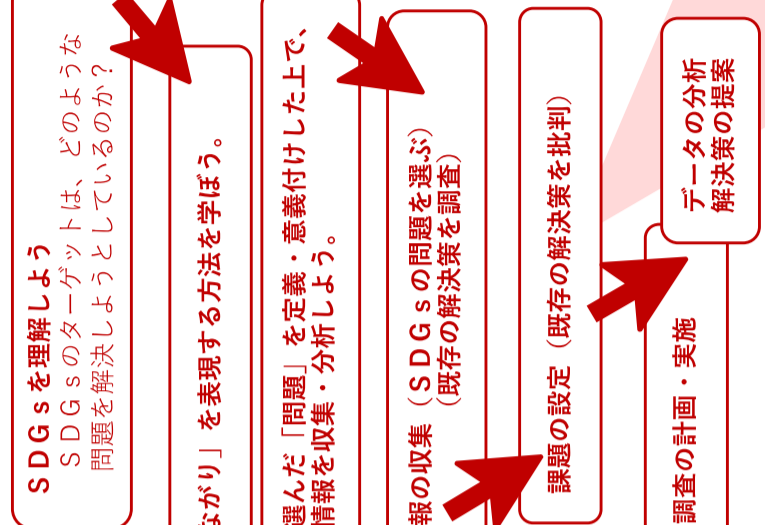 SDGsを理解しよう
SDGsのターゲットは、どのような
問題を解決しようとしているのか？
ながり」を表現する方法を学ぼう。
選んだ「問題」を定義・意義付けした上で、
情報を収集・分析しよう。
報の収集（SDGsの問題を選ぶ）
（既存の解決策を調査）
課題の設定（既存の解決策を批判）
調査の計画・実施
データの分析
解決策の提案